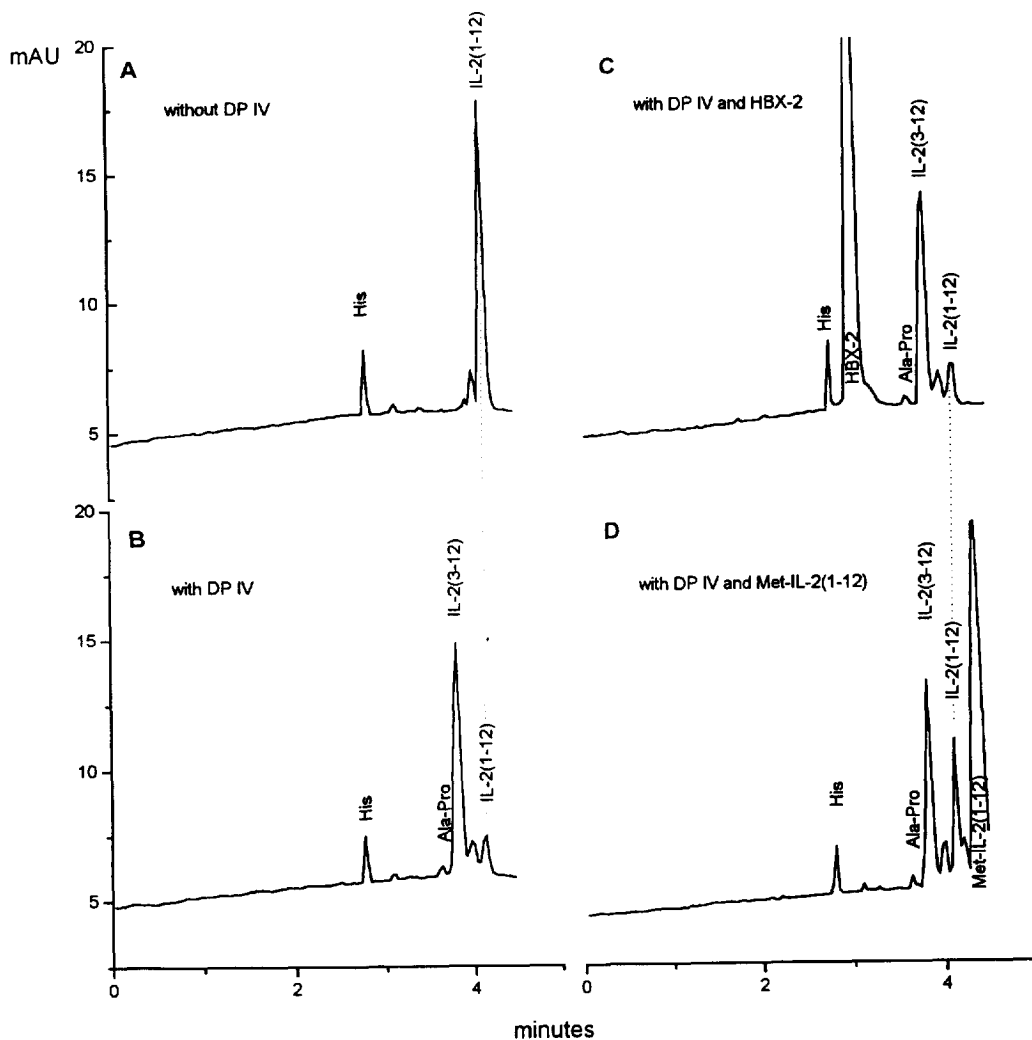 mAU
20
15
10
5
A
without DP IV
His
IL-2(1-12)
C
with DP IV and HBX-2
His
HBX-2
Ala-Pro
IL-2(3-12)
IL-2(1-12)
20
15
10
5
B
with DP IV
His
Ala-Pro
IL-2(3-12)
IL-2(1-12)
0
2
4
D
with DP IV and Met-IL-2(1-12)
His
Ala-Pro
IL-2(3-12)
IL-2(1-12)
Met-IL-2(1-12)
0
2
4
minutes